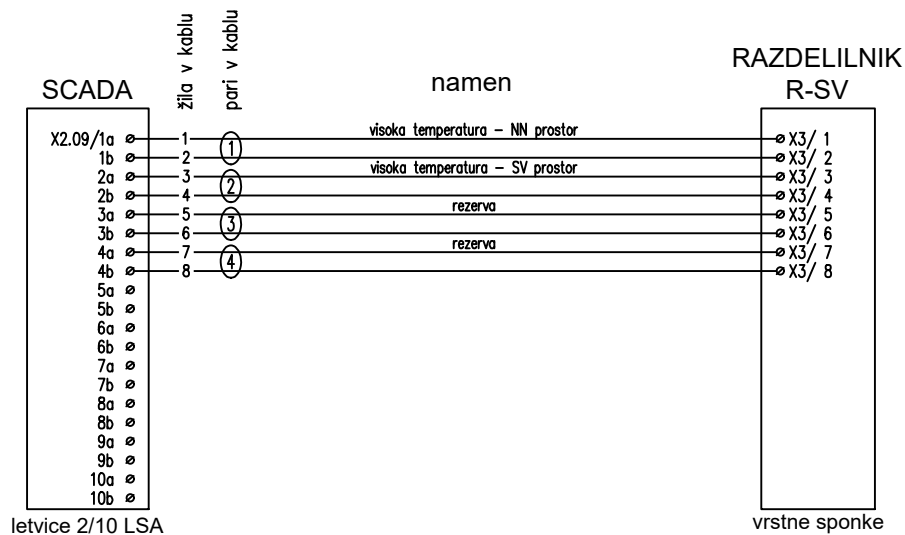 žila v kablu
pari v kablu
SCADA
namen
RAZDELILNIK
R-SV
X2.09/1a 1 visoka temperatura – NN prostor X3/ 1
1
1b 2 X3/ 2
2a 3 visoka temperatura – SV prostor X3/ 3
2
2b 4 X3/ 4
3a 5 rezerva X3/ 5
3
3b 6 X3/ 6
4a 7 rezerva X3/ 7
4
4b 8 X3/ 8
5a
5b
6a
6b
7a
7b
8a
8b
9a
9b
10a
10b
letvice 2/10 LSA
vrstne sponke